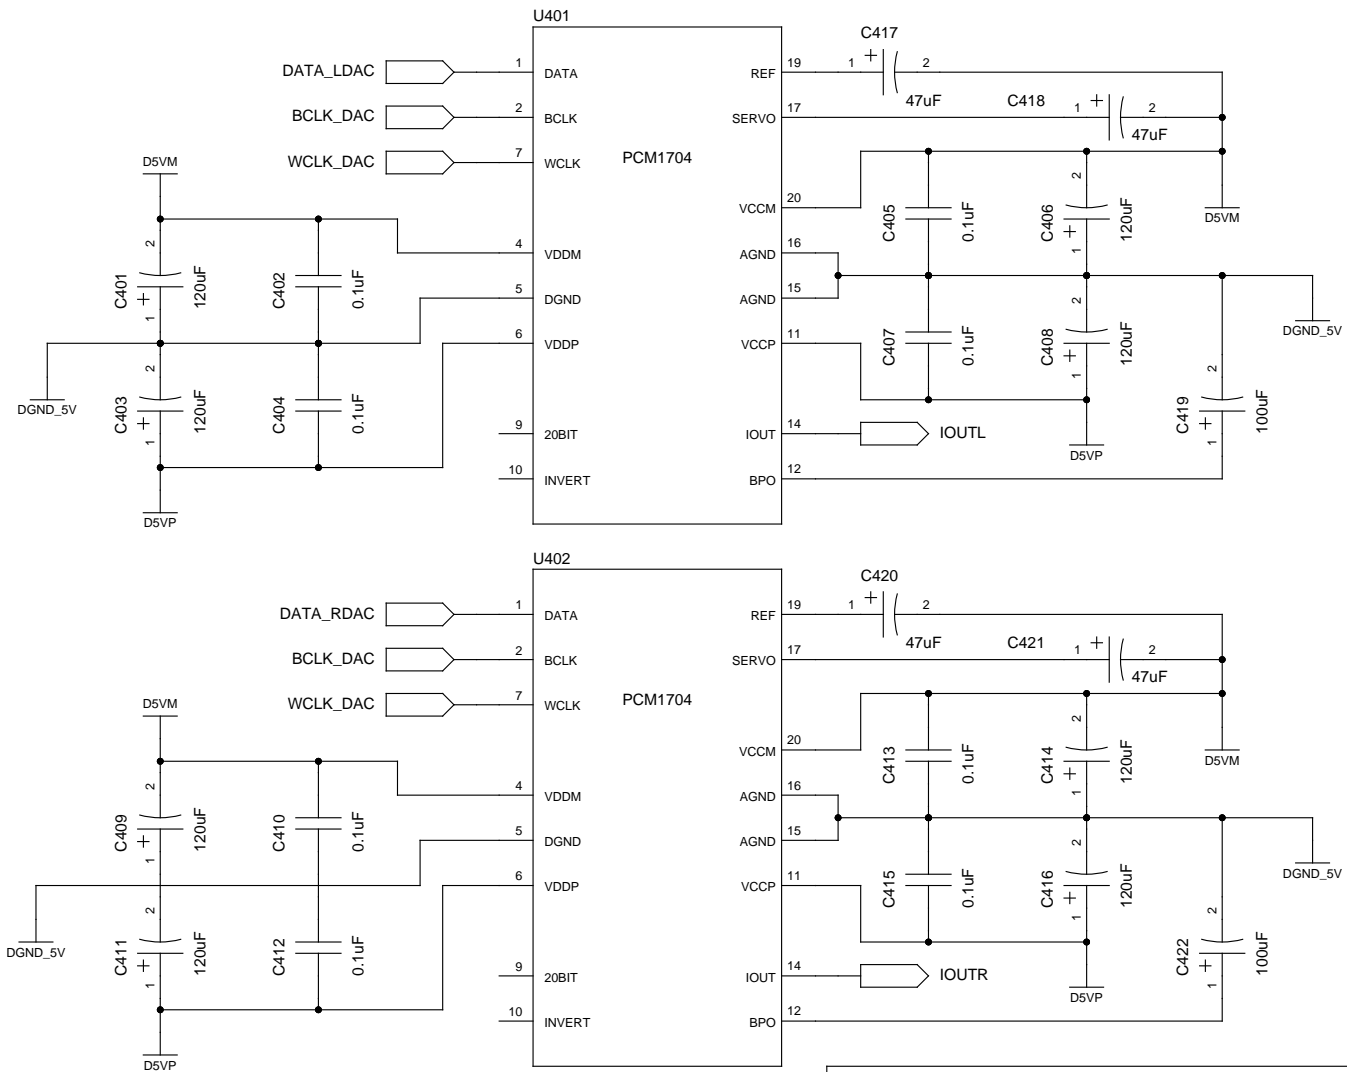 U401
PCM1704
DATA_LDAC 1 DATA
BCLK_DAC 2 BCLK
WCLK_DAC 7 WCLK
4 VDDM
5 DGND
6 VDDP
9 20BIT
10 INVERT
REF 19
SERVO 17
VCCM 20
AGND 16
AGND 15
VCCP 11
IOUT 14 IOUTL
BPO 12
D5VM
2 C401 + 1 120uF
C402 0.1uF
DGND_5V
2 C403 + 1 120uF
C404 0.1uF
D5VP
C417 1 + 2 47uF
C418 1 + 2 47uF
C405 0.1uF
2 C406 + 1 120uF
D5VM
C407 0.1uF
2 C408 + 1 120uF
DGND_5V
2 C419 + 1 100uF
D5VP
U402
PCM1704
DATA_RDAC 1 DATA
BCLK_DAC 2 BCLK
WCLK_DAC 7 WCLK
4 VDDM
5 DGND
6 VDDP
9 20BIT
10 INVERT
REF 19
SERVO 17
VCCM 20
AGND 16
AGND 15
VCCP 11
IOUT 14 IOUTR
BPO 12
D5VM
2 C409 + 1 120uF
C410 0.1uF
DGND_5V
2 C411 + 1 120uF
C412 0.1uF
D5VP
C420 1 + 2 47uF
C421 1 + 2 47uF
C413 0.1uF
2 C414 + 1 120uF
D5VM
C415 0.1uF
2 C416 + 1 120uF
DGND_5V
2 C422 + 1 100uF
D5VP